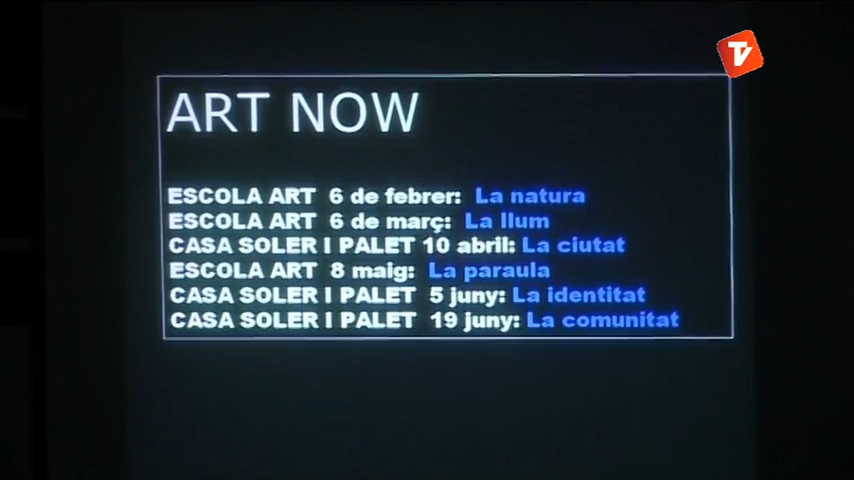 TV
ART NOW
ESCOLA ART 6 de febrer: La natura
ESCOLA ART 6 de març: La llum
CASA SOLER I PALET 10 abril: La ciutat
ESCOLA ART 8 maig: La paraula
CASA SOLER I PALET 5 juny: La identitat
CASA SOLER I PALET 19 juny: La comunitat